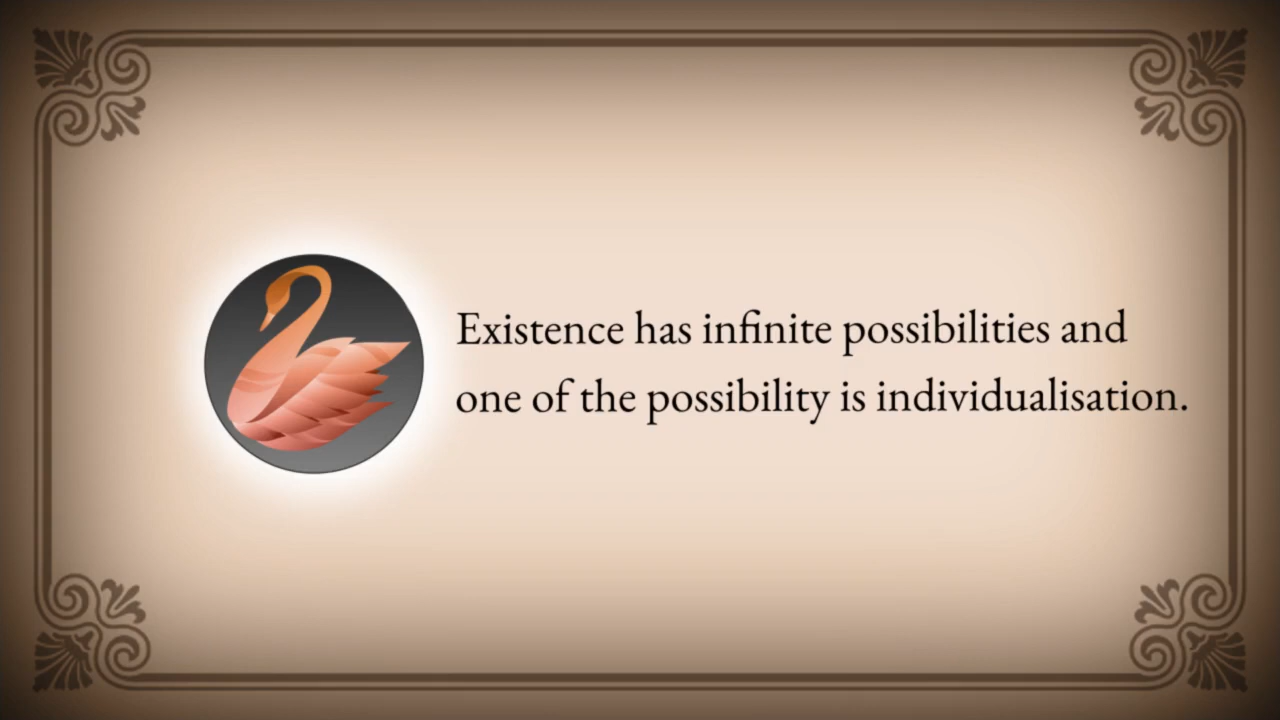 Existence has infinite possibilities and
one of the possibility is individualisation.